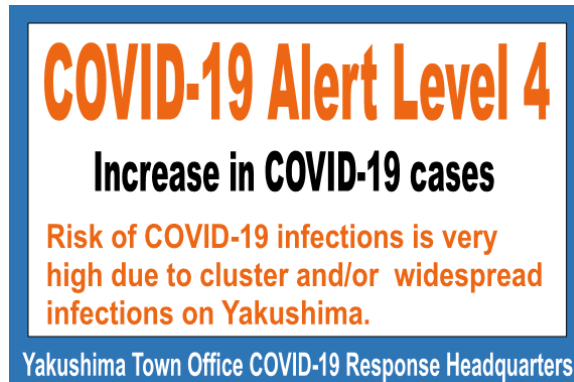 COVID-19 Alert Level 4
Increase in COVID-19 cases
Risk of COVID-19 infections is very
high due to cluster and/or widespread
infections on Yakushima.
Yakushima Town Office COVID-19 Response Headquarters